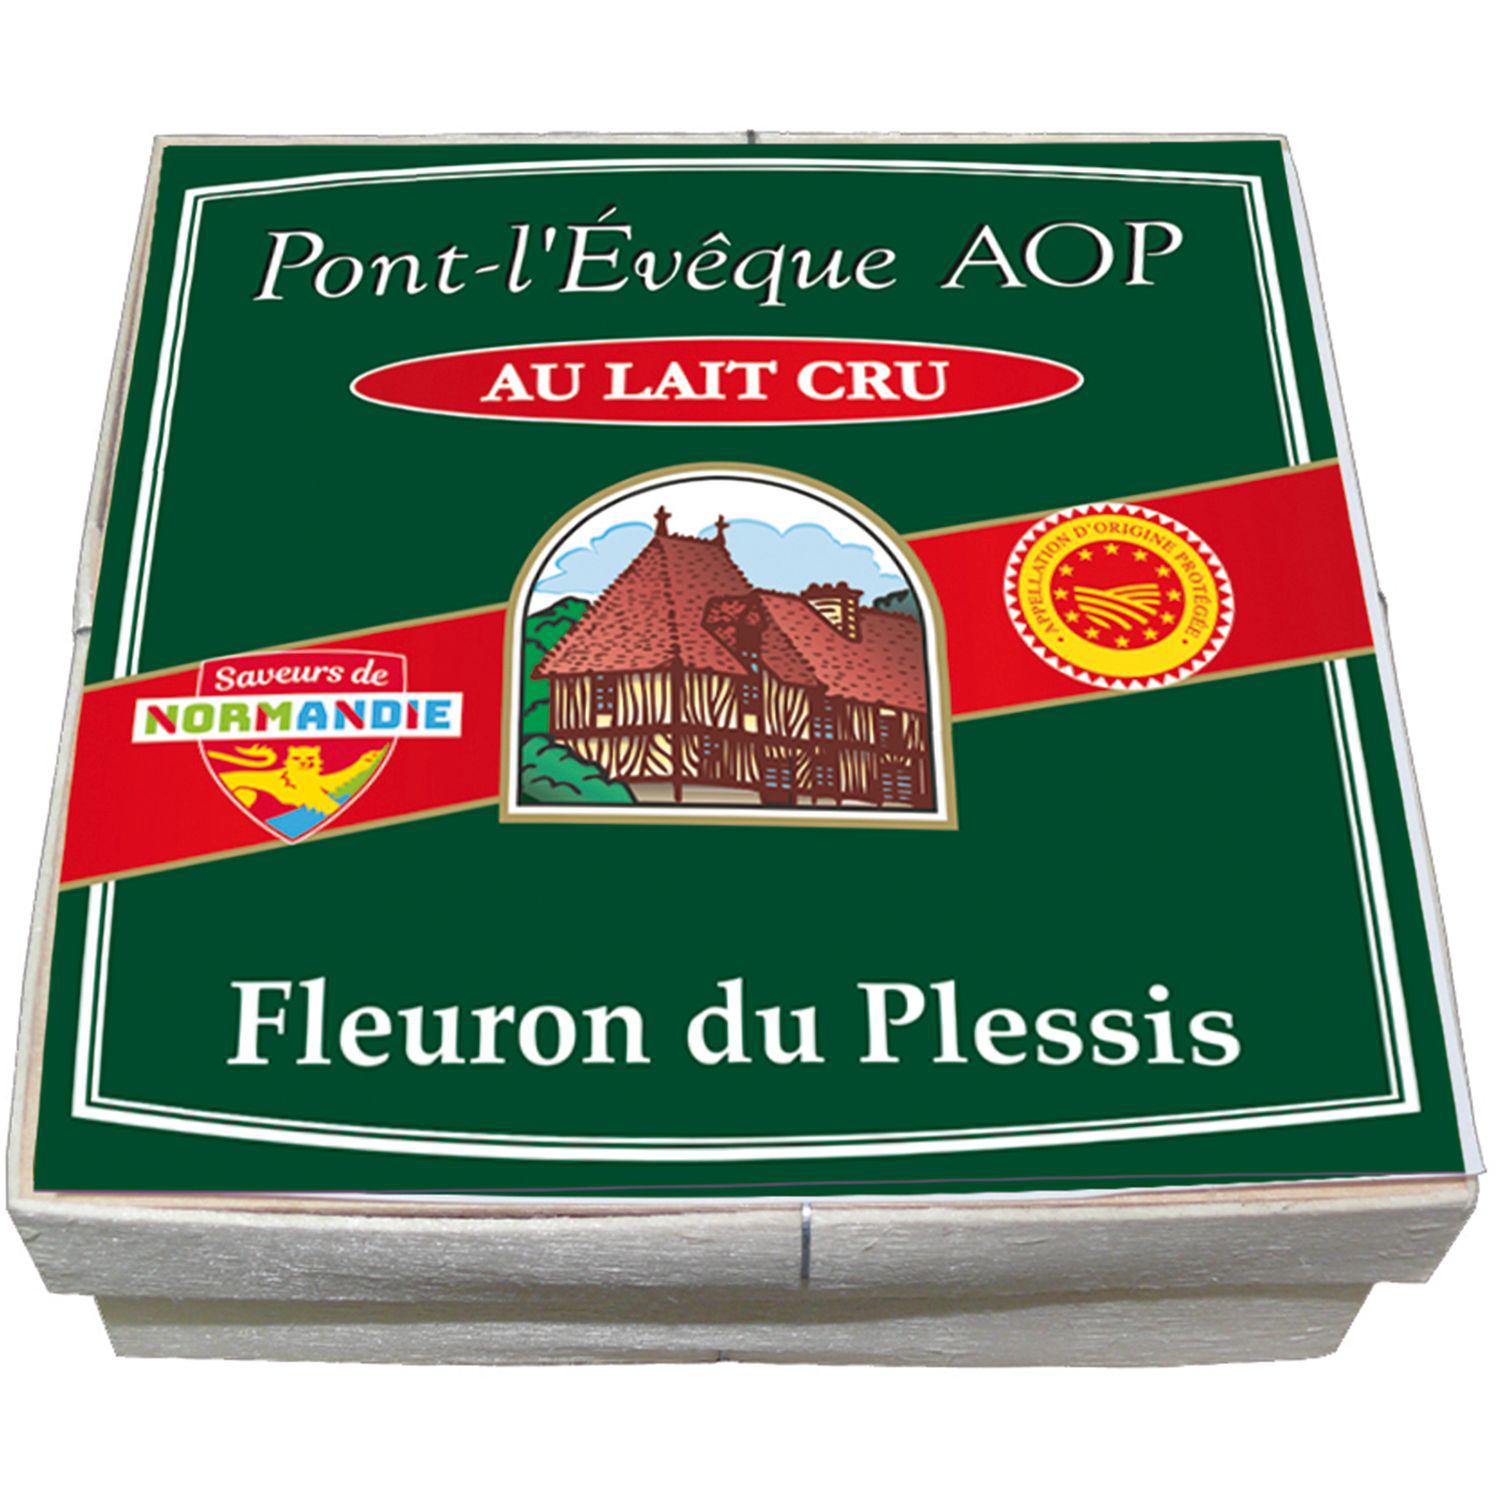 Pont-l'Évêque AOP
AU LAIT CRU
APPELLATION D'ORIGINE PROTÉGÉE
Saveurs de
NORMANDIE
Fleuron du Plessis